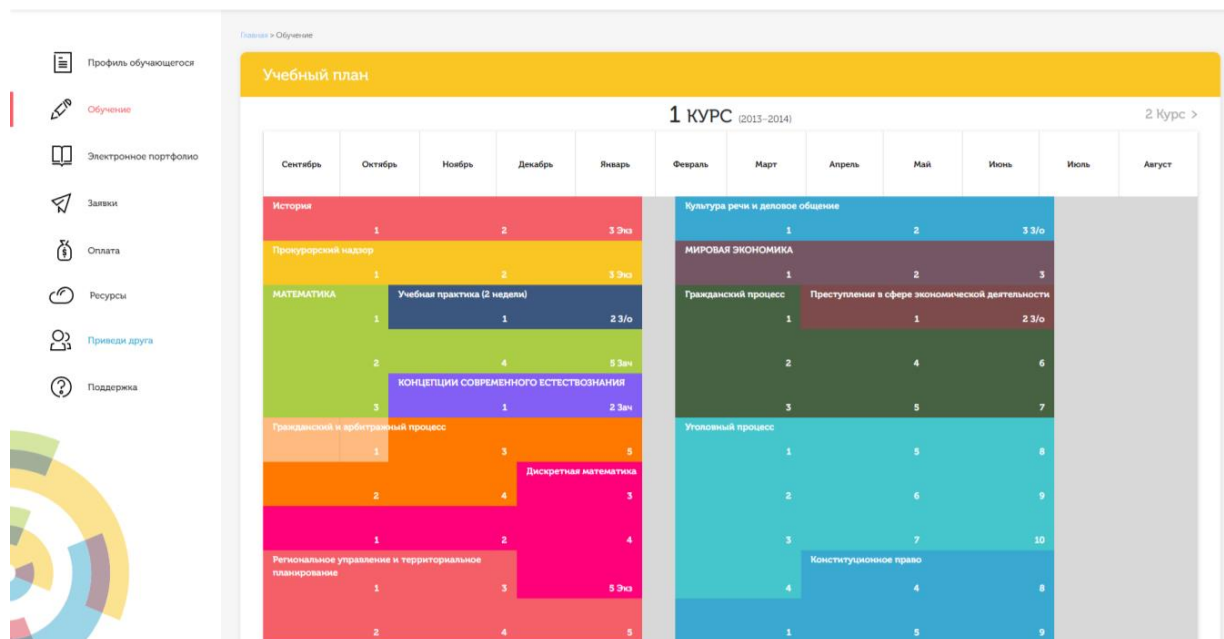 Главная » Обучение
Профиль обучающегося
Обучение
Электронное портфолио
Заявки
Оплата
Ресурсы
Приведи друга
Поддержка
Учебный план
1 КУРС (2013–2014)
2 Курс >
Сентябрь Октябрь Ноябрь Декабрь Январь Февраль Март Апрель Май Июнь Июль Август
История
1 2 3 Экз
Прокурорский надзор
1 2 3 Экз
МАТЕМАТИКА Учебная практика (2 недели)
1 1 2 З/о
2 4 5 Зач
КОНЦЕПЦИИ СОВРЕМЕННОГО ЕСТЕСТВОЗНАНИЯ
3 1 2 Зач
Гражданский и арбитражный процесс
1 3 5
Дискретная математика
2 4 3
1 2 4
Региональное управление и территориальное
планирование
1 3 5 Экз
2 4 5
Культура речи и деловое общение
1 2 3 З/о
МИРОВАЯ ЭКОНОМИКА
1 2 3
Гражданский процесс Преступления в сфере экономической деятельности
1 1 2 З/о
2 4 6
3 5 7
Уголовный процесс
1 5 8
2 6 9
3 7 10
Конституционное право
4 4 8
1 5 9